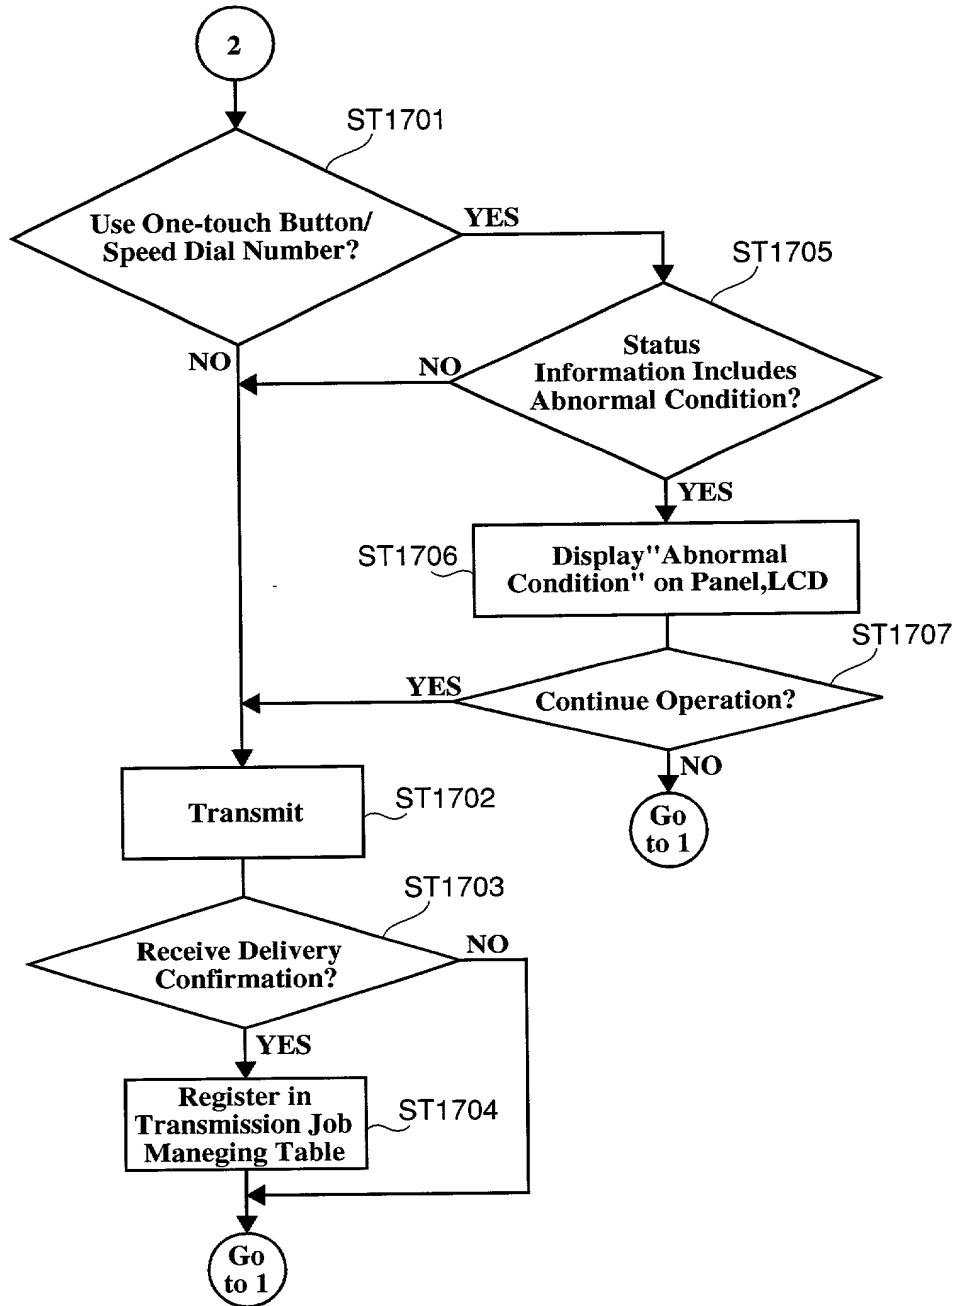 2
ST1701
Use One-touch Button/
Speed Dial Number?
YES
NO
ST1705
Status
Information Includes
Abnormal Condition?
NO
YES
ST1706
Display"Abnormal
Condition" on Panel,LCD
ST1707
Continue Operation?
YES
NO
Go
to 1
Transmit
ST1702
ST1703
Receive Delivery
Confirmation?
NO
YES
Register in
Transmission Job
Maneging Table
ST1704
Go
to 1